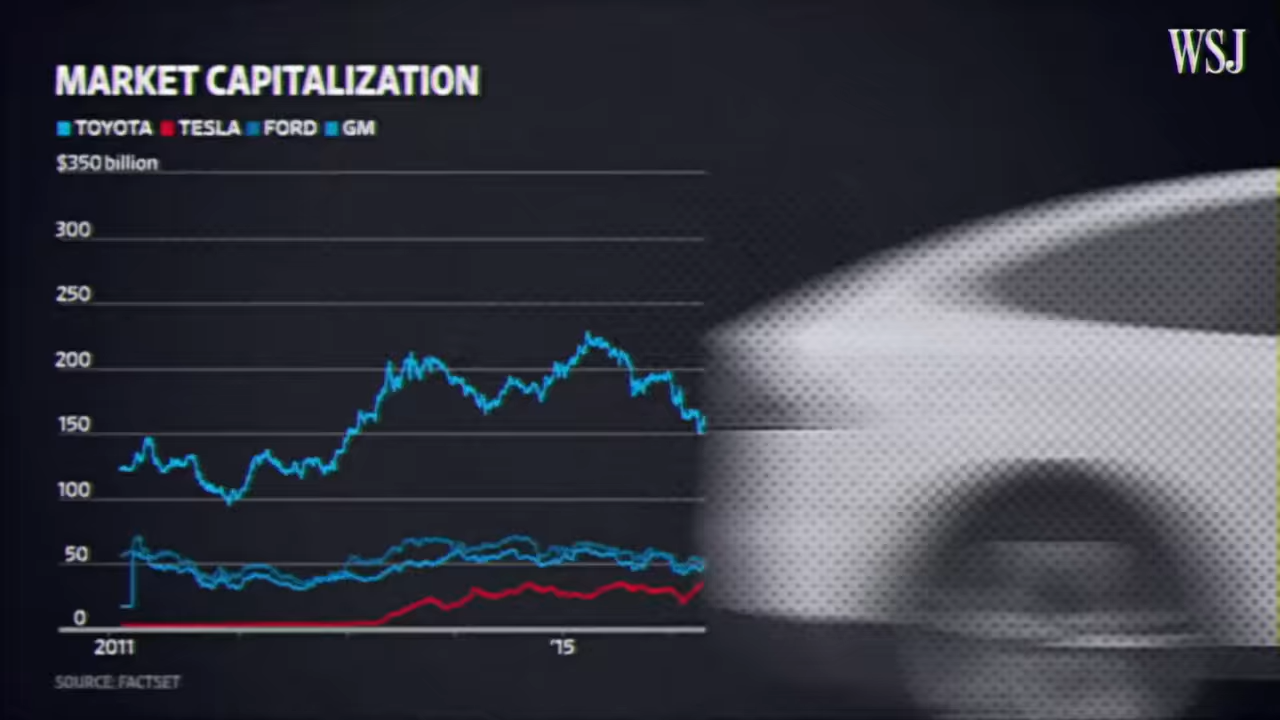 WSJ
MARKET CAPITALIZATION
TOYOTA TESLA FORD GM
$350 billion
300
250
200
150
100
50
0
2011 '15
SOURCE: FACTSET